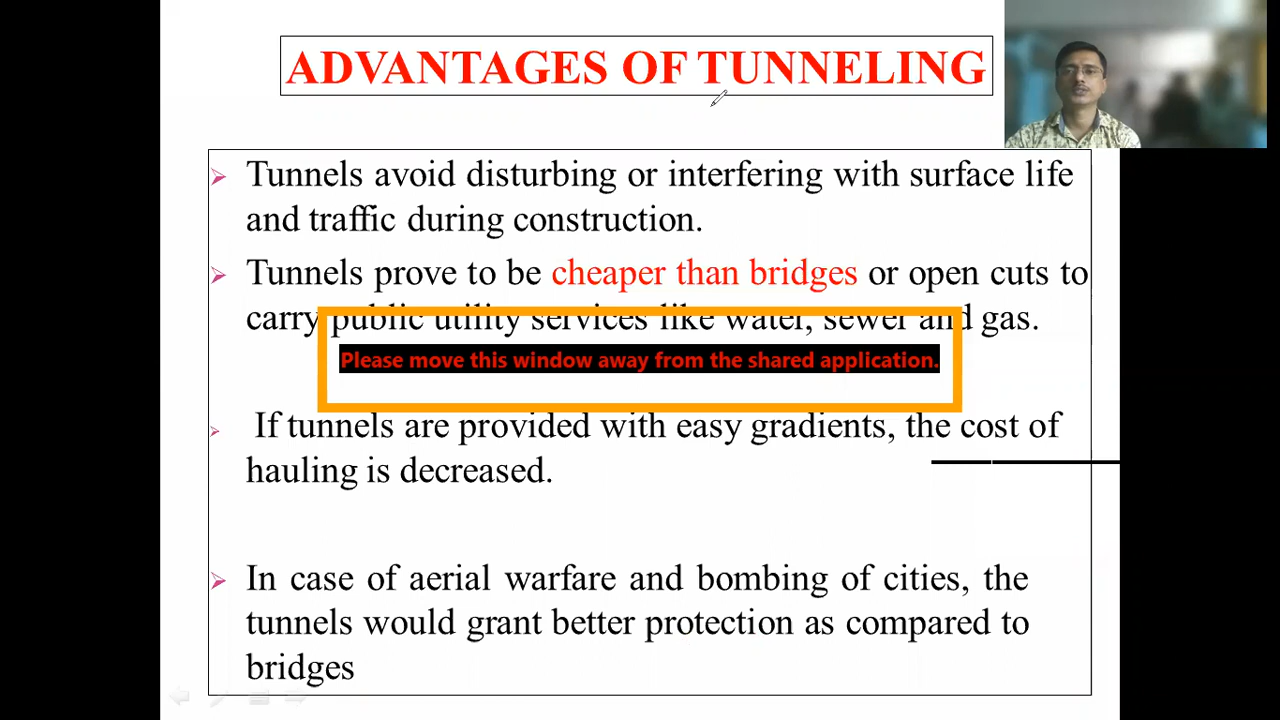 ADVANTAGES OF TUNNELING
Tunnels avoid disturbing or interfering with surface life
and traffic during construction.
Tunnels prove to be cheaper than bridges or open cuts to
carry public utility services like water, sewer and gas.
Please move this window away from the shared application.
If tunnels are provided with easy gradients, the cost of
hauling is decreased.
In case of aerial warfare and bombing of cities, the
tunnels would grant better protection as compared to
bridges